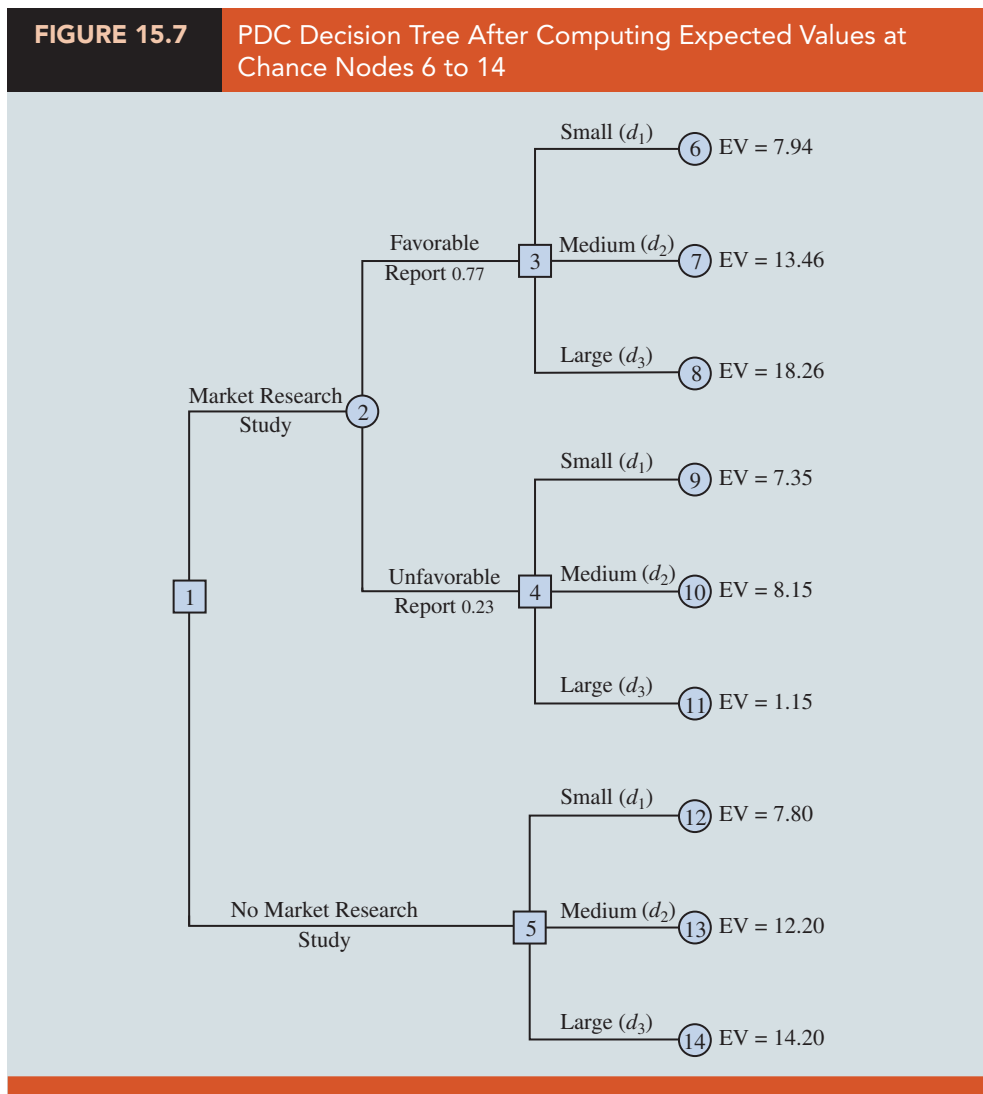 FIGURE 15.7
PDC Decision Tree After Computing Expected Values at
Chance Nodes 6 to 14
Small (d₁)
6 EV = 7.94
Favorable
Report 0.77
3
Medium (d₂)
7 EV = 13.46
Large (d₃)
8 EV = 18.26
Market Research
Study
2
Small (d₁)
9 EV = 7.35
Unfavorable
Report 0.23
4
Medium (d₂)
10 EV = 8.15
1
Large (d₃)
11 EV = 1.15
Small (d₁)
12 EV = 7.80
No Market Research
Study
5
Medium (d₂)
13 EV = 12.20
Large (d₃)
14 EV = 14.20